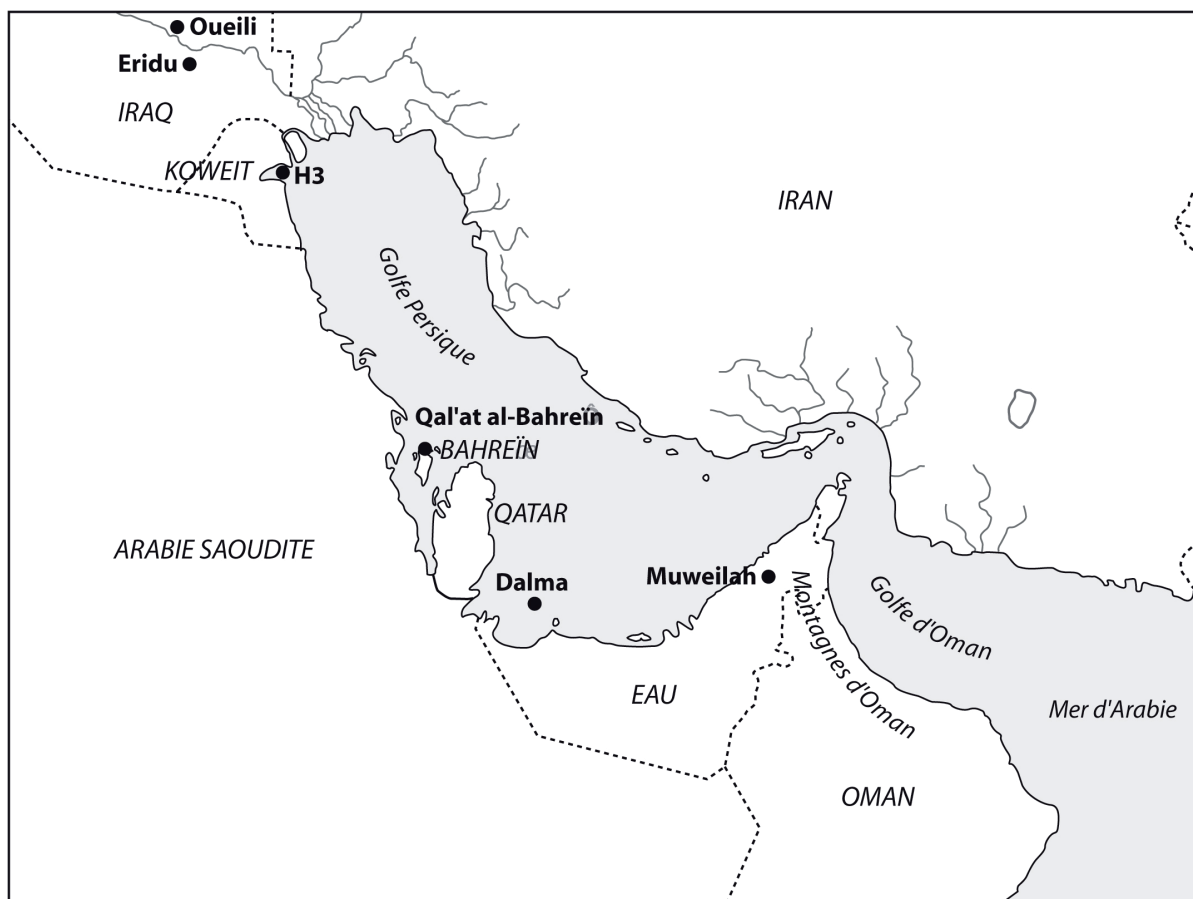 Oueili
Eridu
IRAQ
KOWEIT
H3
IRAN
Golfe Persique
Qal'at al-Bahreïn
BAHREÏN
QATAR
ARABIE SAOUDITE
Dalma
Muweilah
Montagnes d'Oman
Golfe d'Oman
EAU
Mer d'Arabie
OMAN